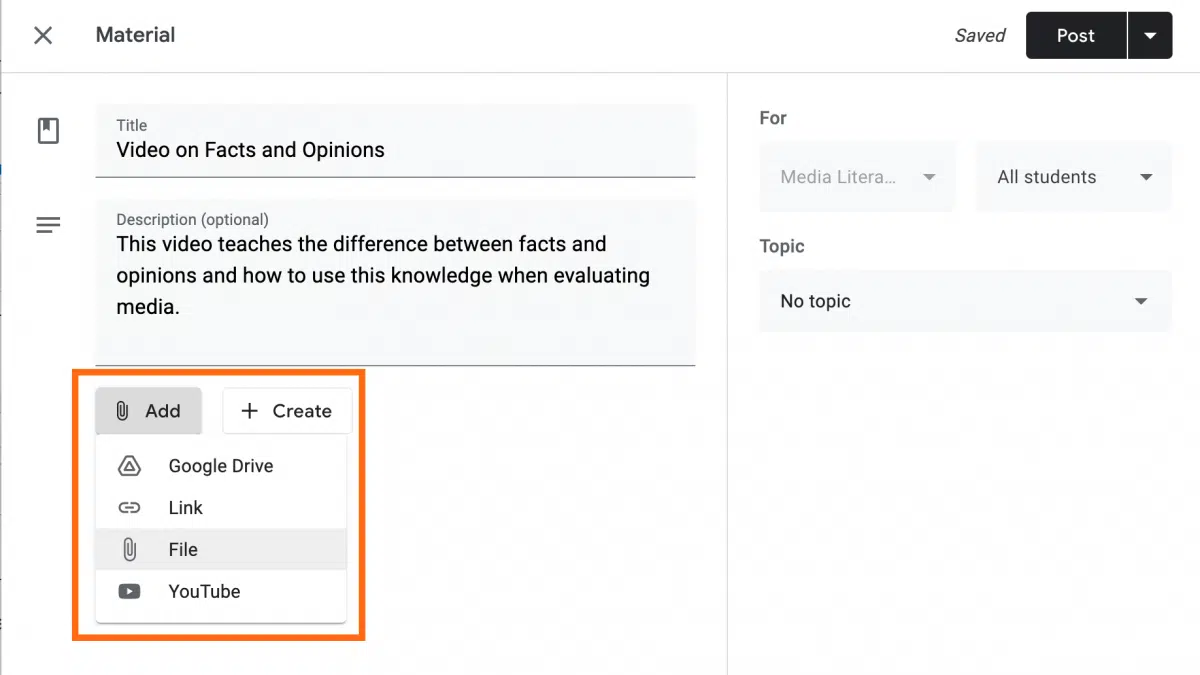 Material
Saved
Post
Title
Video on Facts and Opinions
Description (optional)
This video teaches the difference between facts and
opinions and how to use this knowledge when evaluating
media.
Add
Create
Google Drive
Link
File
YouTube
For
Media Litera...
All students
Topic
No topic